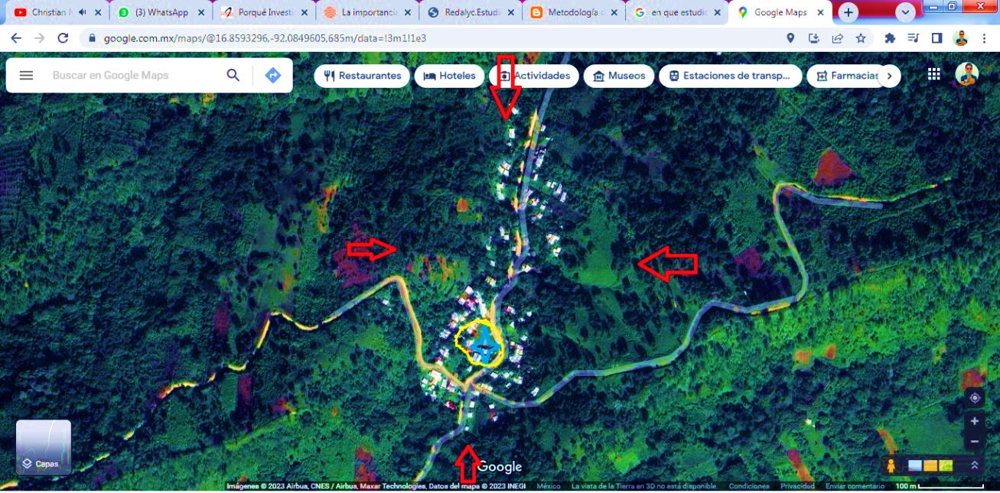 Christian
(3) WhatsApp
Porqué Investi
La importancia
Redalyc.Estudi
Metodología
en que estudi
Google Maps
google.com.mx/maps/@16.8593296,-92.0849605,685m/data=!3m1!1e3
Buscar en Google Maps
Restaurantes
Hoteles
Actividades
Museos
Estaciones de transp...
Farmacias
Capas
Google
Imágenes © 2023 Airbus, CNES / Airbus, Maxar Technologies, Datos del mapa © 2023 INEGI México La vista de la Tierra en 3D no está disponible. Condiciones Privacidad Enviar comentario 100 m